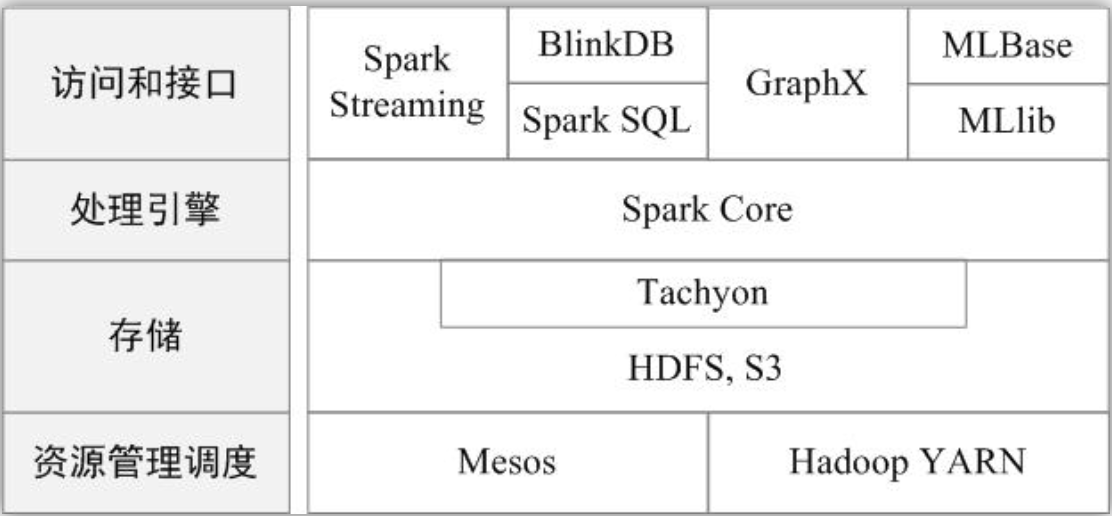 访问和接口
Spark
Streaming
BlinkDB
Spark SQL
GraphX
MLBase
MLlib
处理引擎
Spark Core
存储
Tachyon
HDFS, S3
资源管理调度
Mesos
Hadoop YARN